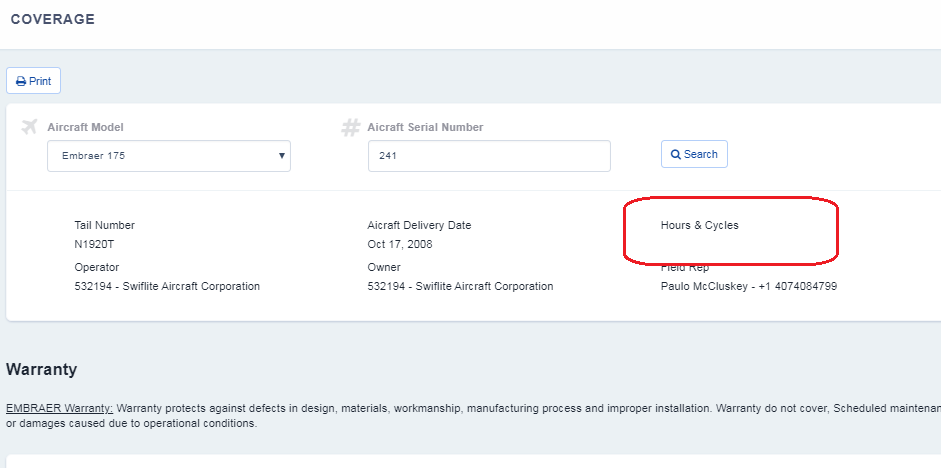 COVERAGE
Print
Aircraft Model
Aicraft Serial Number
Embraer 175
241
Search
Tail Number
Aicraft Delivery Date
Hours & Cycles
N1920T
Oct 17, 2008
Operator
Owner
Field Rep
532194 - Swiflite Aircraft Corporation
532194 - Swiflite Aircraft Corporation
Paulo McCluskey - +1 4074084799
Warranty
EMBRAER Warranty: Warranty protects against defects in design, materials, workmanship, manufacturing process and improper installation. Warranty do not cover, Scheduled maintenan
or damages caused due to operational conditions.